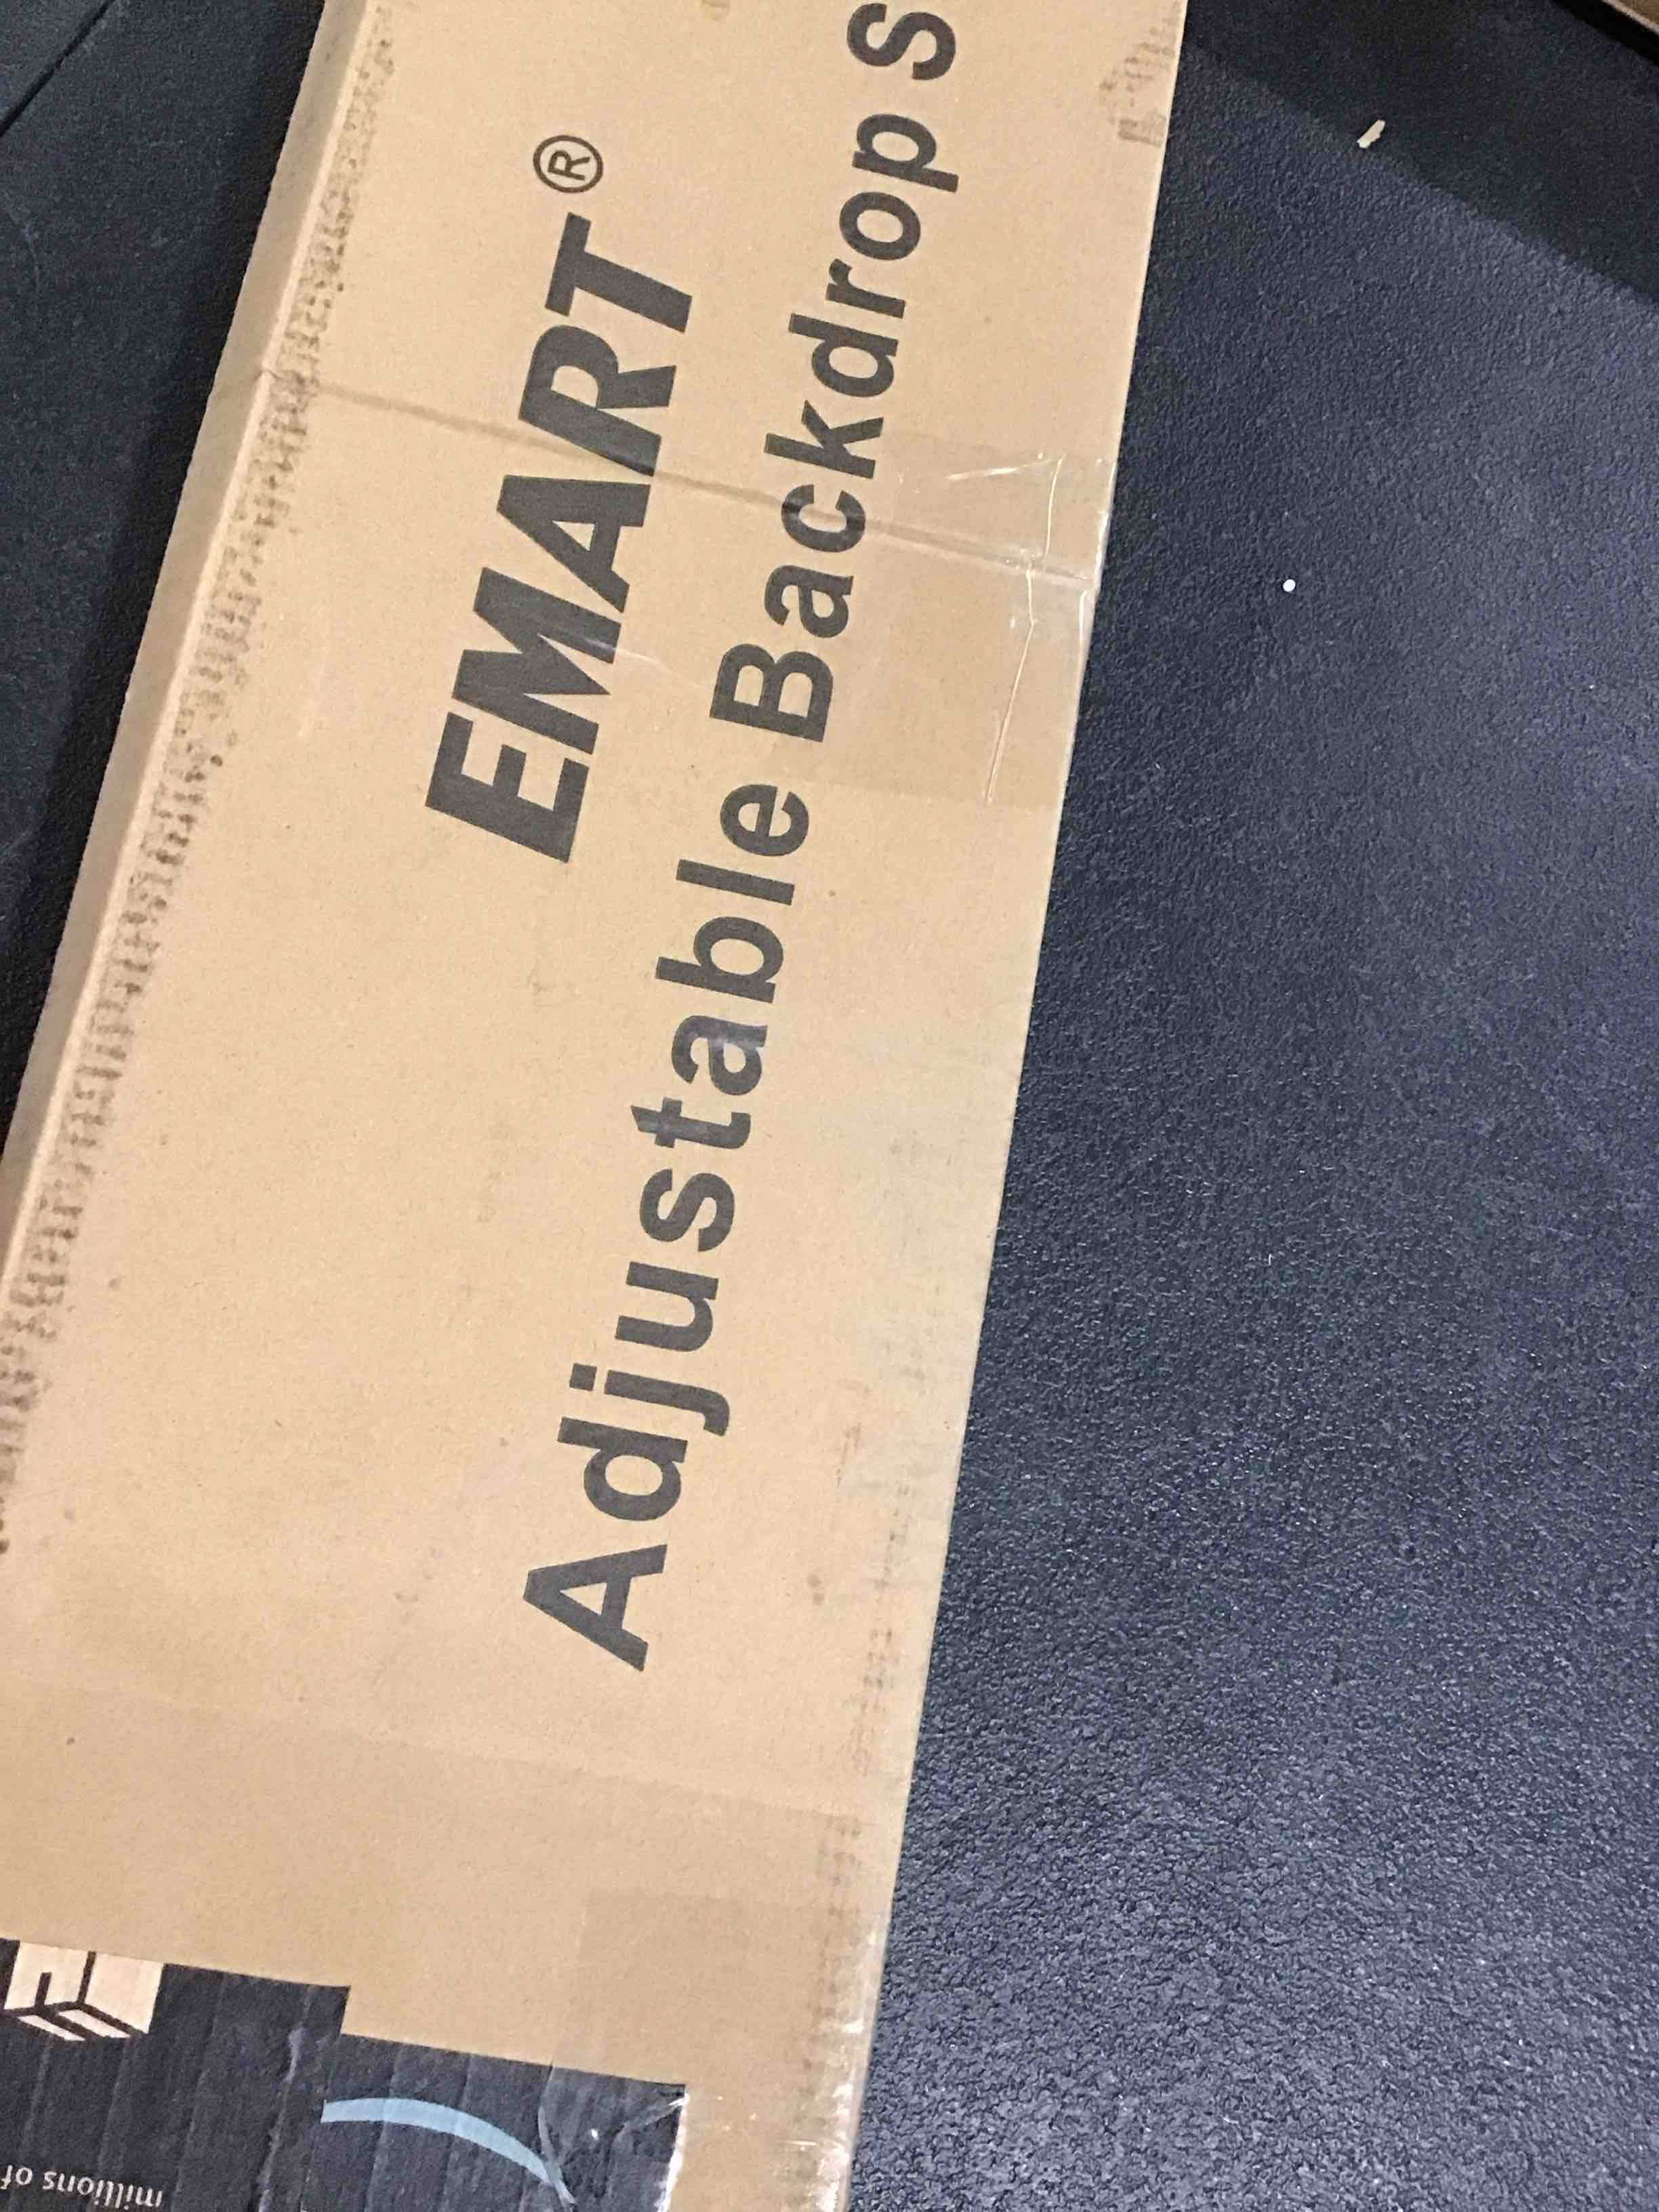 EMART®
Adjustable Backdrop S
millions of